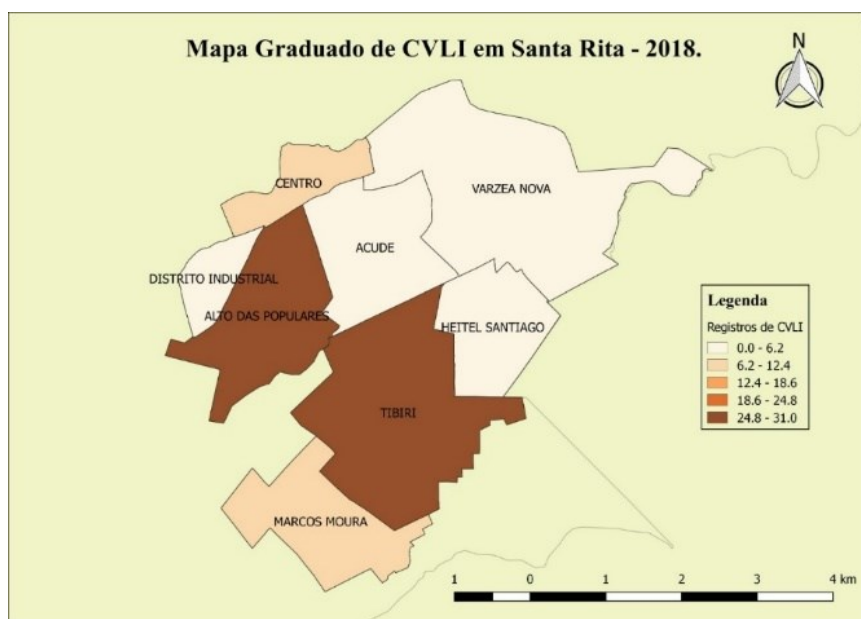 Mapa Graduado de CVLI em Santa Rita - 2018.
N
CENTRO
VARZEA NOVA
ACUDE
DISTRITO INDUSTRIAL
ALTO DAS POPULARES
HEITEL SANTIAGO
TIBIRI
MARCOS MOURA
Legenda
Registros de CVLI
0.0 - 6.2
6.2 - 12.4
12.4 - 18.6
18.6 - 24.8
24.8 - 31.0
1 0 1 2 3 4 km